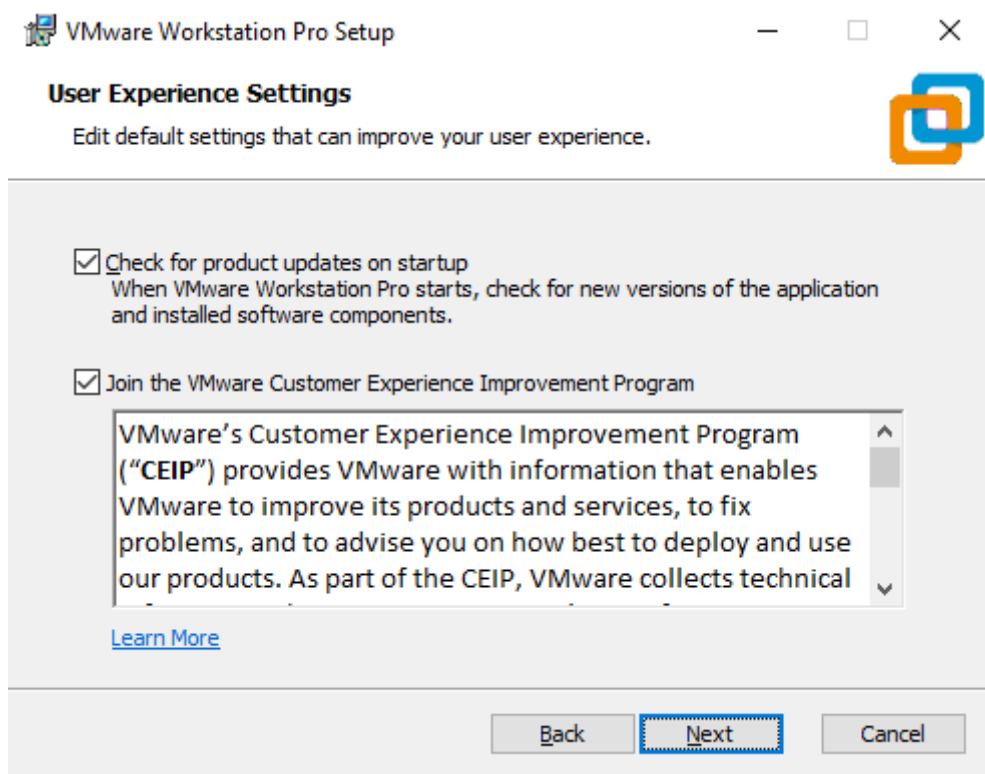 VMware Workstation Pro Setup
User Experience Settings
Edit default settings that can improve your user experience.
Check for product updates on startup
When VMware Workstation Pro starts, check for new versions of the application
and installed software components.
Join the VMware Customer Experience Improvement Program
VMware’s Customer Experience Improvement Program
(“CEIP”) provides VMware with information that enables
VMware to improve its products and services, to fix
problems, and to advise you on how best to deploy and use
our products. As part of the CEIP, VMware collects technical
Learn More
Back
Next
Cancel